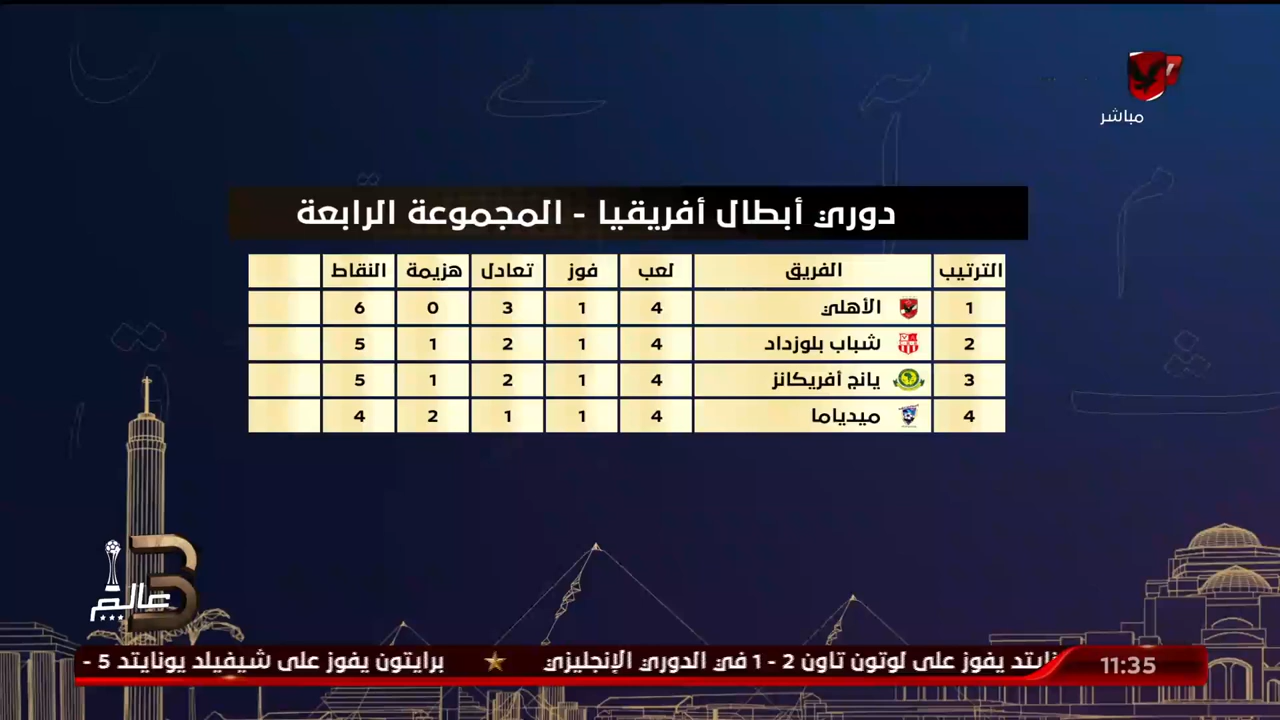 مباشر
دوري أبطال أفريقيا - المجموعة الرابعة
الترتيب الفريق لعب فوز تعادل هزيمة النقاط
1 الأهلي 4 1 3 0 6
2 شباب بلوزداد 4 1 2 1 5
3 يانج أفريكانز 4 1 2 1 5
4 ميدياما 4 1 1 2 4
3 عالم
11:35 يفوز على لوتون تاون 2 - 1 في الدوري الإنجليزي برايتون يفوز على شيفيلد يونايتد 5 -